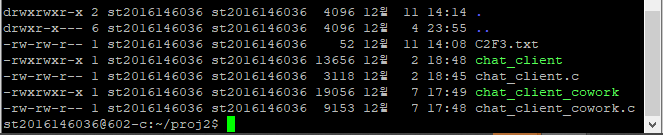 drwxrwxr-x 2 st2016146036 st2016146036  4096 12월  11 14:14 .
drwx--x--- 6 st2016146036 st2016146036  4096 12월   4 23:55 ..
-rw-rw-r-- 1 st2016146036 st2016146036    52 12월  11 14:08 C2F3.txt
-rwxrwxr-x 1 st2016146036 st2016146036 13656 12월   2 18:48 chat_client
-rw-rw-r-- 1 st2016146036 st2016146036  3118 12월   2 18:45 chat_client.c
-rwxrwxr-x 1 st2016146036 st2016146036 19056 12월   7 17:49 chat_client_cowork
-rw-rw-r-- 1 st2016146036 st2016146036  9153 12월   7 17:48 chat_client_cowork.c
st2016146036@602-c:~/proj2$